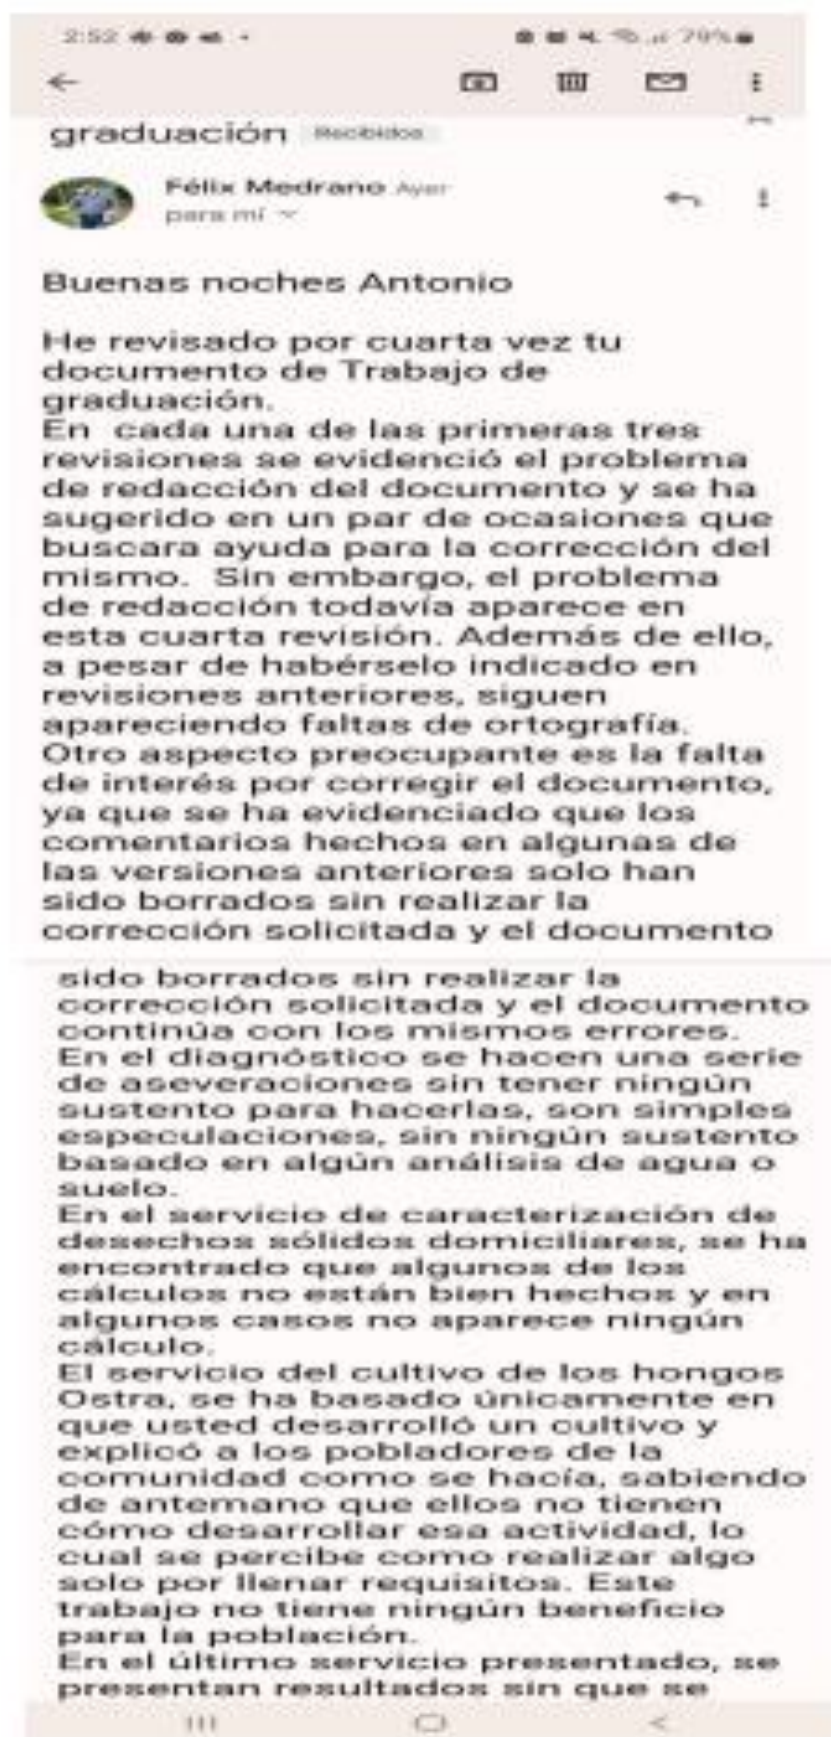 2:52
79%
graduación Recibidos
Félix Medrano Ayer
para mí
Buenas noches Antonio
He revisado por cuarta vez tu
documento de Trabajo de
graduación.
En cada una de las primeras tres
revisiones se evidenció el problema
de redacción del documento y se ha
sugerido en un par de ocasiones que
buscara ayuda para la corrección del
mismo. Sin embargo, el problema
de redacción todavía aparece en
esta cuarta revisión. Además de ello,
a pesar de habérselo indicado en
revisiones anteriores, siguen
apareciendo faltas de ortografía.
Otro aspecto preocupante es la falta
de interés por corregir el documento,
ya que se ha evidenciado que los
comentarios hechos en algunas de
las versiones anteriores solo han
sido borrados sin realizar la
corrección solicitada y el documento
sido borrados sin realizar la
corrección solicitada y el documento
continúa con los mismos errores.
En el diagnóstico se hacen una serie
de aseveraciones sin tener ningún
sustento para hacerlas, son simples
especulaciones, sin ningún sustento
basado en algún análisis de agua o
suelo.
En el servicio de caracterización de
desechos sólidos domiciliares, se ha
encontrado que algunos de los
cálculos no están bien hechos y en
algunos casos no aparece ningún
cálculo.
El servicio del cultivo de los hongos
Ostra, se ha basado únicamente en
que usted desarrolló un cultivo y
explicó a los pobladores de la
comunidad como se hacía, sabiendo
de antemano que ellos no tienen
cómo desarrollar esa actividad, lo
cual se percibe como realizar algo
solo por llenar requisitos. Este
trabajo no tiene ningún beneficio
para la población.
En el último servicio presentado, se
presentan resultados sin que se